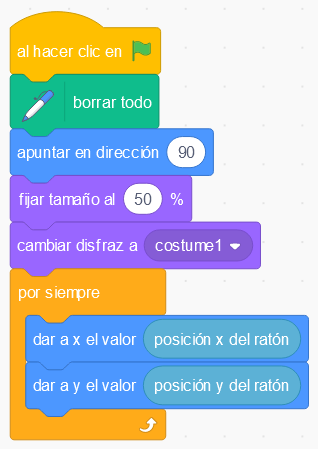 al hacer clic en
borrar todo
apuntar en dirección 90
fijar tamaño al 50 %
cambiar disfraz a costume1
por siempre
dar a x el valor posición x del ratón
dar a y el valor posición y del ratón